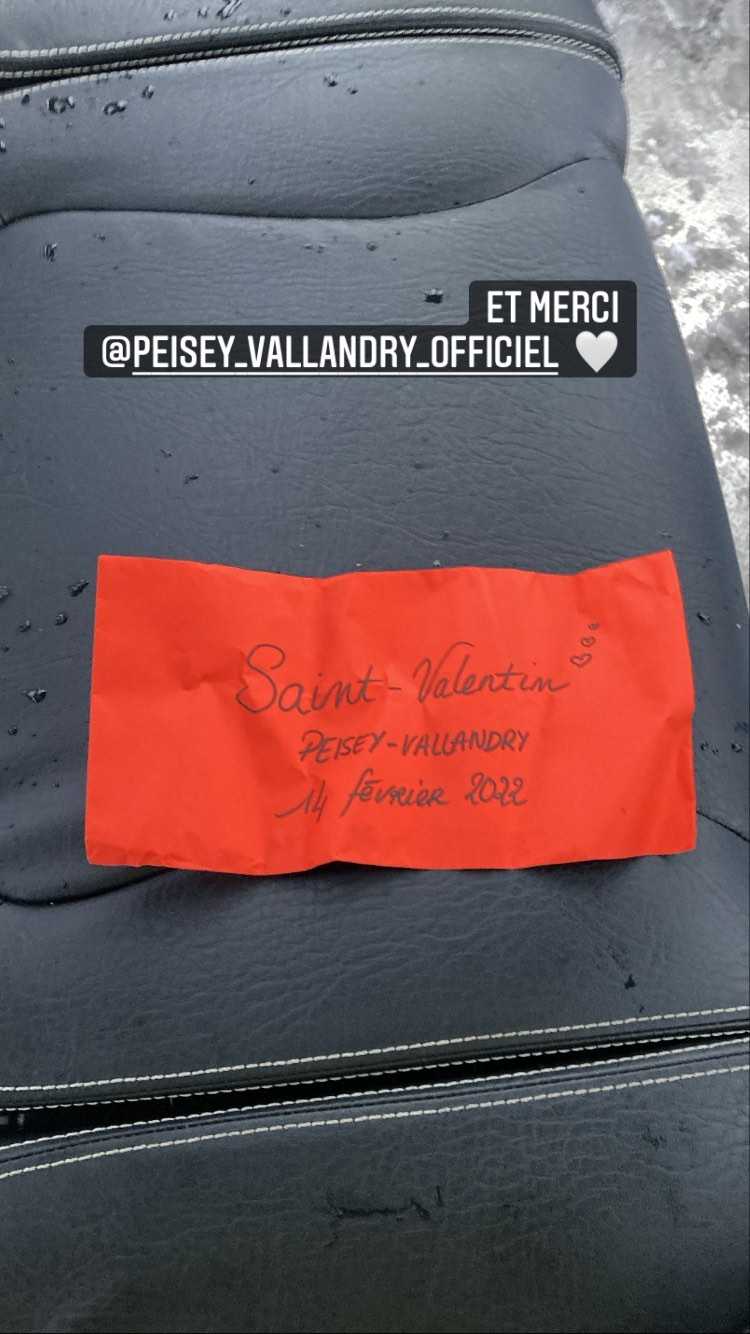 ET MERCI
@PEISEY_VALLANDRY_OFFICIEL 🤍
Saint-Valentin
PEISEY-VALLANDRY
14 février 2022